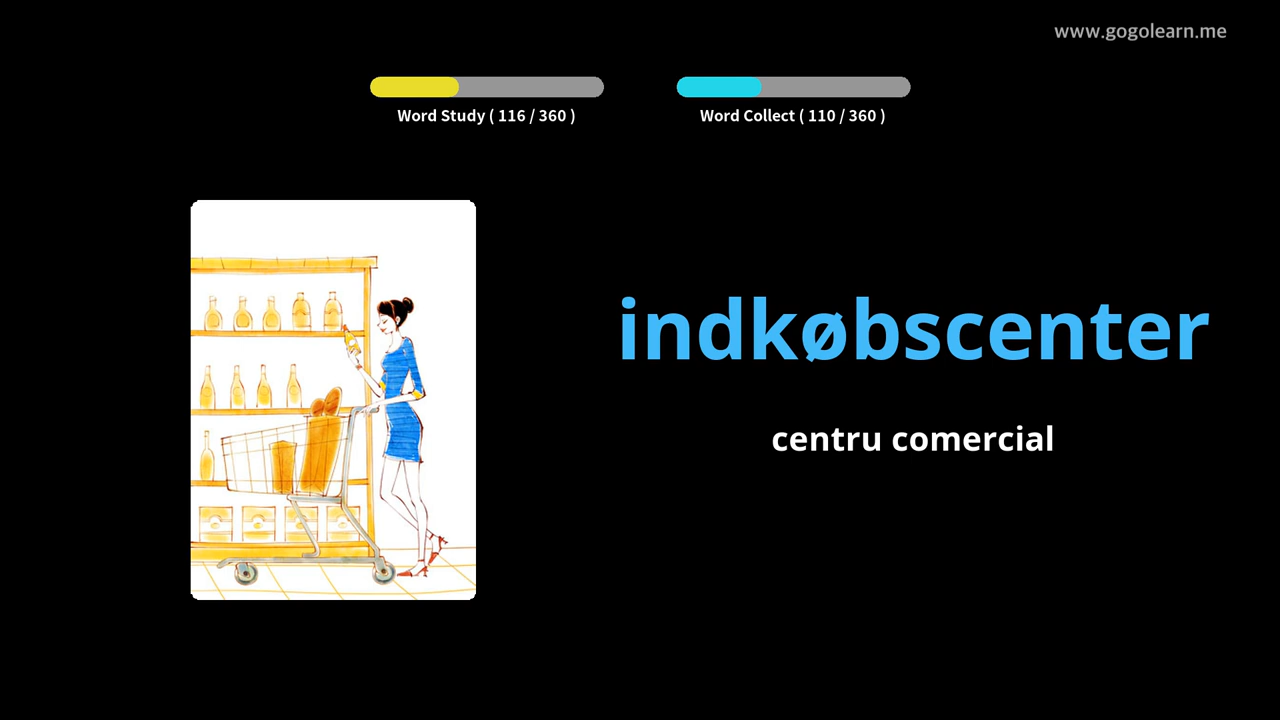 www.gogolearn.me
Word Study ( 116 / 360 )
Word Collect ( 110 / 360 )
indkøbscenter
centru comercial